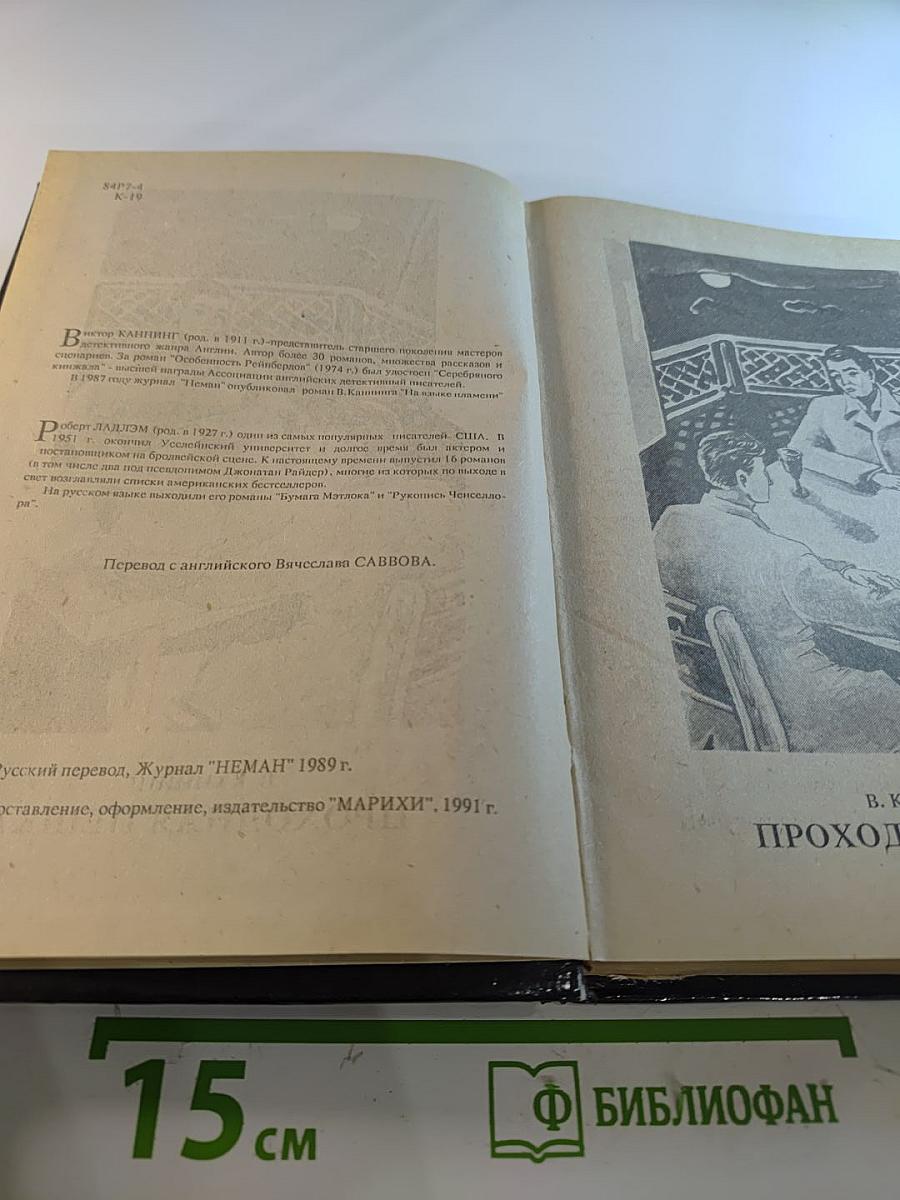 84Р7-4
К-19
Виктор КАННИНГ (род. в 1911 г.)-представитель старшего поколения мастеров
детективного жанра Англии. Автор более 30 романов, множества рассказов и
сценариев. За роман "Особенность Рейнбердов" (1974 г.) был удостоен "Серебряного
кинжала" - высшей награды Ассоциации английских детективный писателей.
В 1987 году журнал "Неман" опубликовал роман В.Каннинга "На языке пламени"
Роберт ЛАДЛЭМ (род. в 1927 г.) один из самых популярных писателей США. В
1951 г. окончил Уеслейнский университет и долгое время был актером и
постановщиком на бродвейской сцене. К настоящему времени выпустил 16 романов
(в том числе два под псевдонимом Джонатан Райдер), многие из которых по выходе в
свет возглавляли списки американских бестселлеров.
На русском языке выходили его романы "Бумага Мэтлока" и "Рукопись Ченселло-
ра".
Перевод с английского Вячеслава САВВОВА.
Русский перевод, Журнал "НЕМАН" 1989 г.
оставление, оформление, издательство "МАРИХИ". 1991 г.
В. К
ПРОХОД
15 см
БИБЛИОФАН